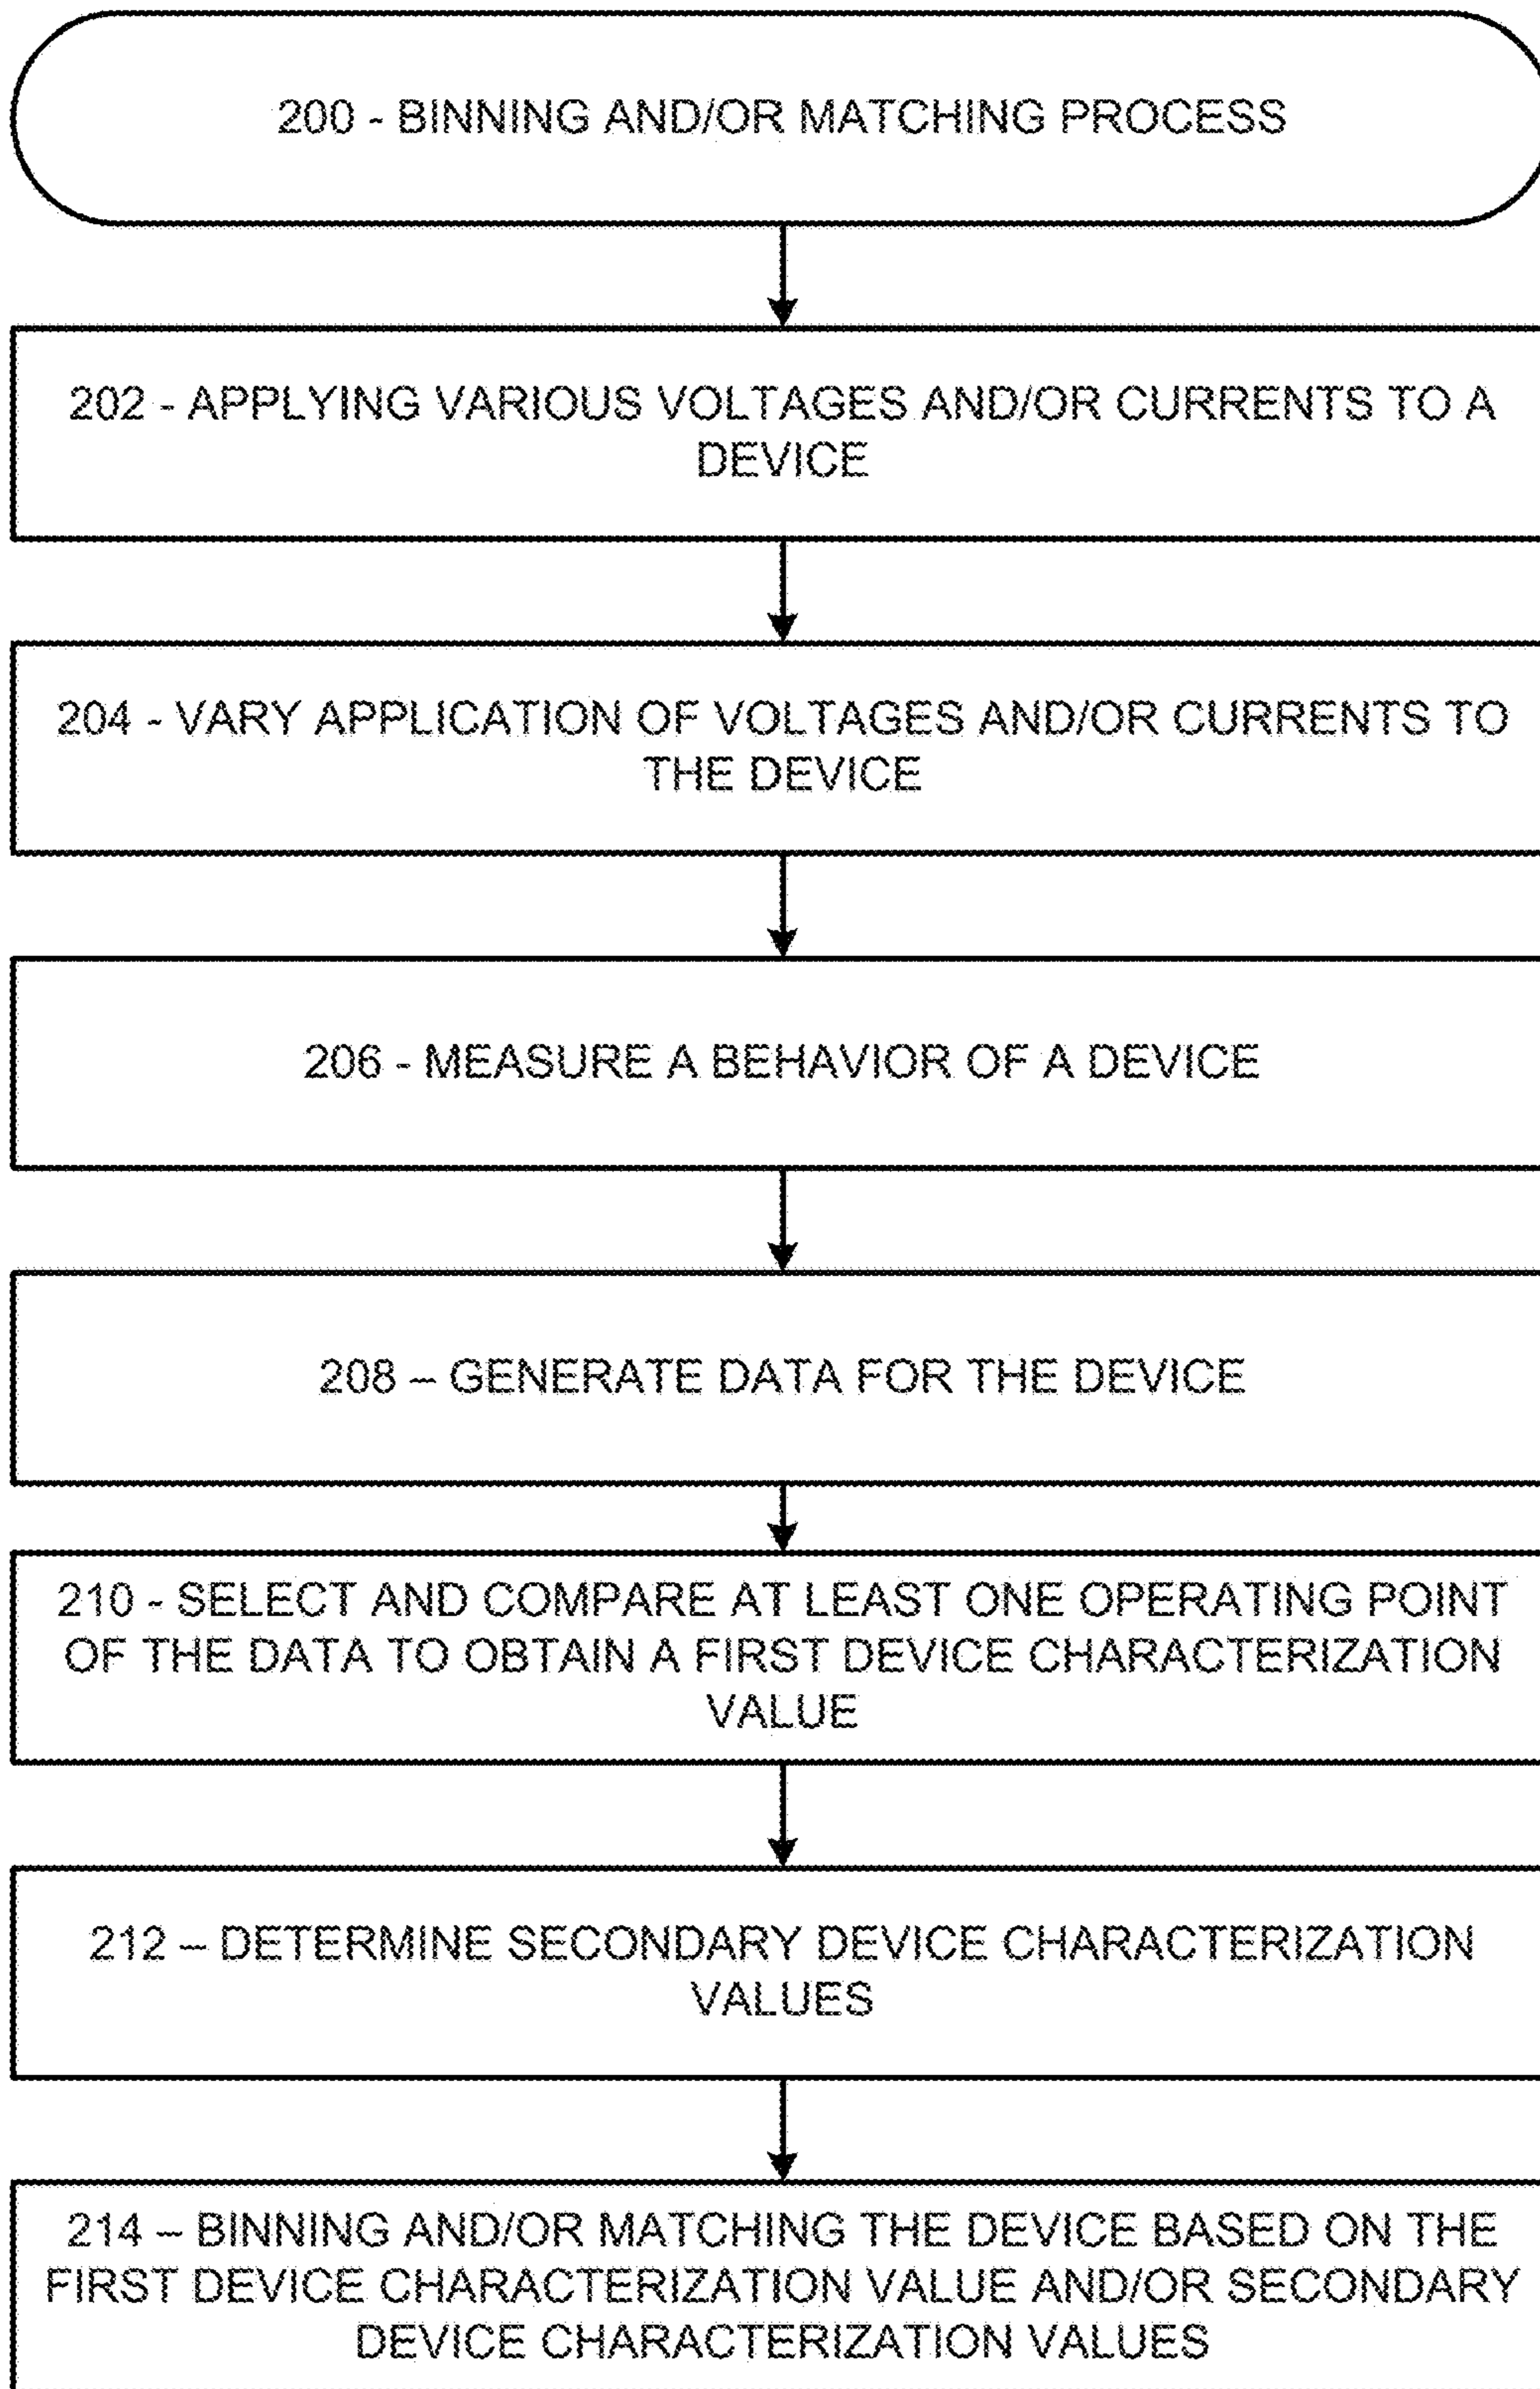 200 - BINNING AND/OR MATCHING PROCESS
202 - APPLYING VARIOUS VOLTAGES AND/OR CURRENTS TO A
DEVICE
204 - VARY APPLICATION OF VOLTAGES AND/OR CURRENTS TO
THE DEVICE
206 - MEASURE A BEHAVIOR OF A DEVICE
208 – GENERATE DATA FOR THE DEVICE
210 - SELECT AND COMPARE AT LEAST ONE OPERATING POINT
OF THE DATA TO OBTAIN A FIRST DEVICE CHARACTERIZATION
VALUE
212 – DETERMINE SECONDARY DEVICE CHARACTERIZATION
VALUES
214 – BINNING AND/OR MATCHING THE DEVICE BASED ON THE
FIRST DEVICE CHARACTERIZATION VALUE AND/OR SECONDARY
DEVICE CHARACTERIZATION VALUES